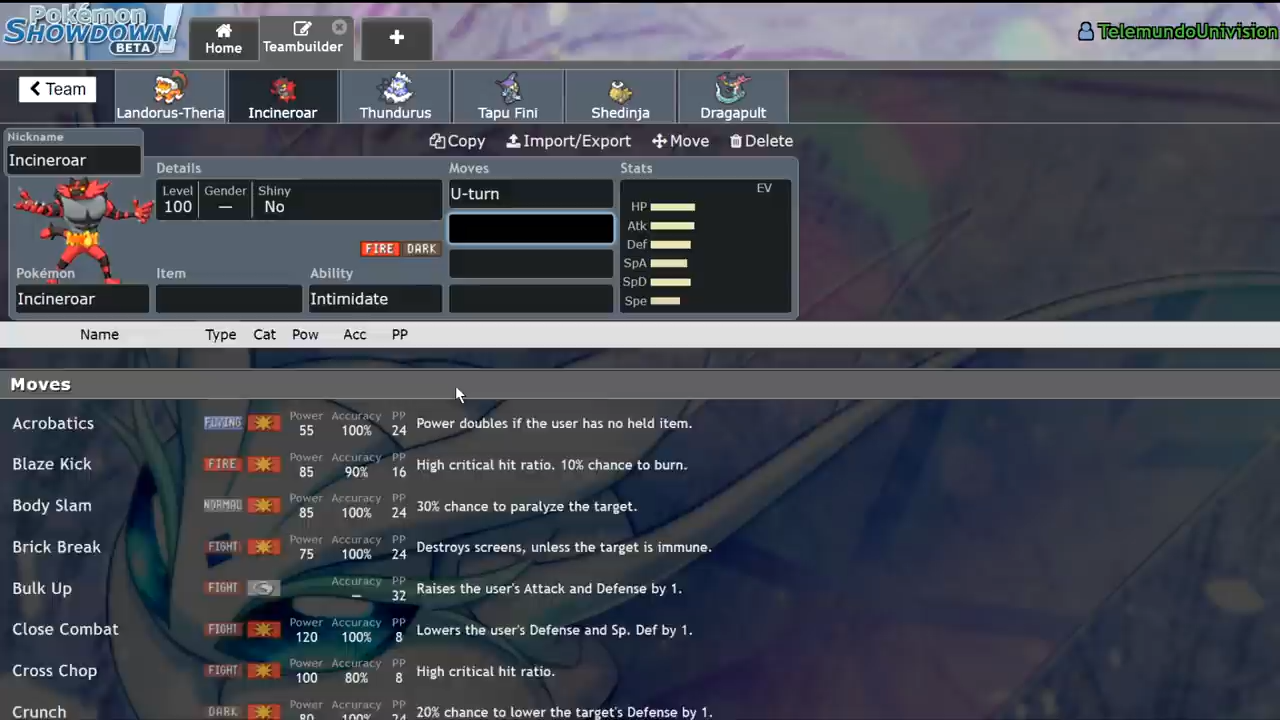 Pokémon
SHOWDOWN!
BETA
Home
Teambuilder
+
TelemundoUnivision
< Team
Landorus-Theria
Incineroar
Thundurus
Tapu Fini
Shedinja
Dragapult
Copy
Import/Export
Move
Delete
Nickname
Incineroar
Details
Level
100
Gender
—
Shiny
No
FIRE
DARK
Pokémon
Incineroar
Item
Ability
Intimidate
Moves
U-turn
Stats
EV
HP
Atk
Def
SpA
SpD
Spe
Name Type Cat Pow Acc PP
Moves
Acrobatics FLYING Power 55 Accuracy 100% PP 24 Power doubles if the user has no held item.
Blaze Kick FIRE Power 85 Accuracy 90% PP 16 High critical hit ratio. 10% chance to burn.
Body Slam NORMAL Power 85 Accuracy 100% PP 24 30% chance to paralyze the target.
Brick Break FIGHT Power 75 Accuracy 100% PP 24 Destroys screens, unless the target is immune.
Bulk Up FIGHT Accuracy — PP 32 Raises the user's Attack and Defense by 1.
Close Combat FIGHT Power 120 Accuracy 100% PP 8 Lowers the user's Defense and Sp. Def by 1.
Cross Chop FIGHT Power 100 Accuracy 80% PP 8 High critical hit ratio.
Crunch DARK Power 80 Accuracy 100% PP 24 20% chance to lower the target's Defense by 1.